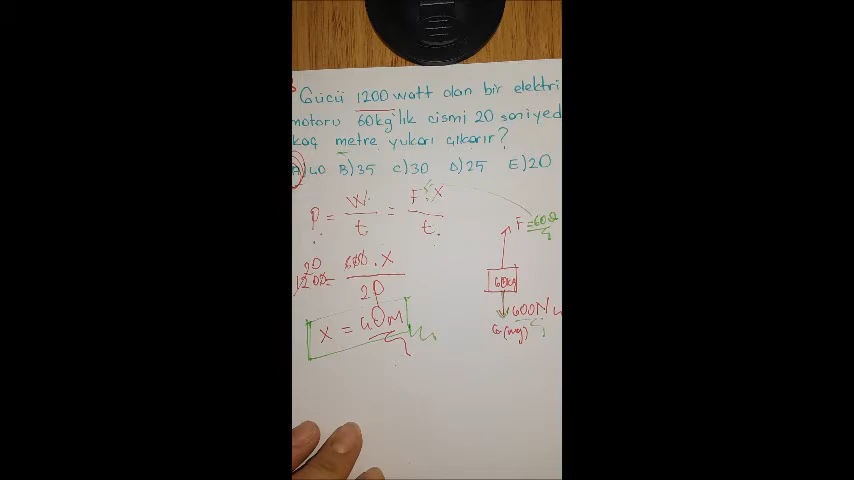 Gücü 1200 watt olan bir elektri
motoru 60kg'lık cismi 20 saniyed
kaç metre yukarı çıkarır?
A) 40 B) 35 C) 30 D) 25 E) 20
P = W/t = F.X/t
20
1200 = 600.X/20
X = 40m
F = 600
60kg
600N
G(mg)